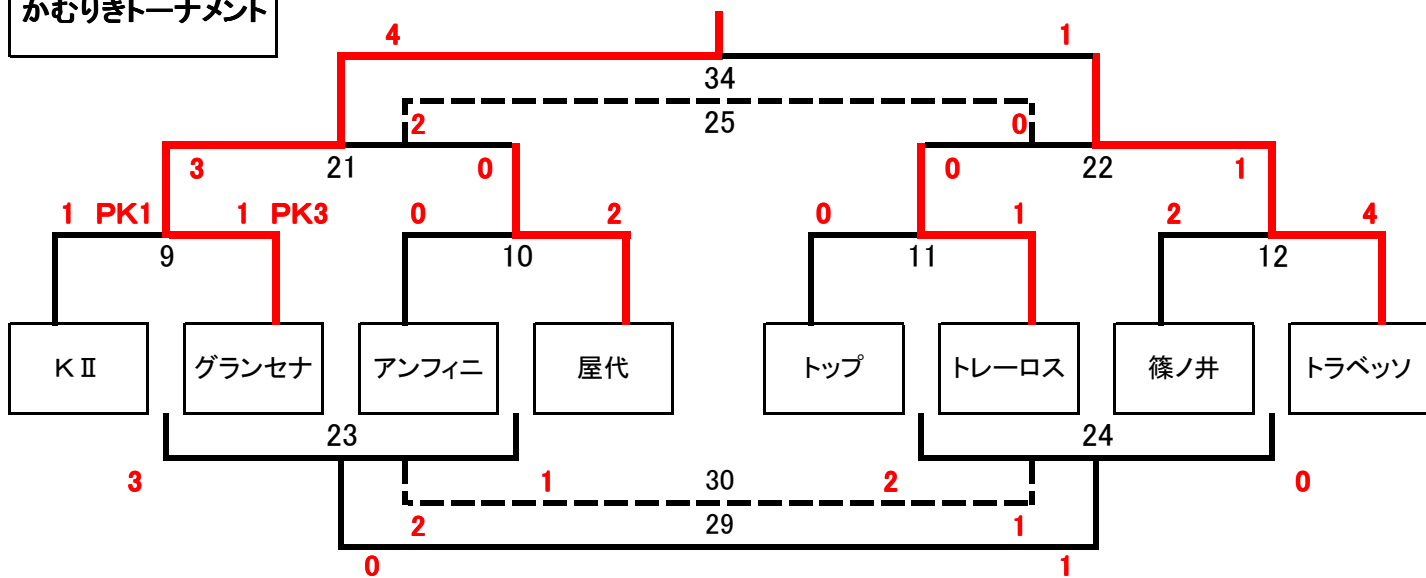 かむりきトーナメント
4 1
34
2 25 0
3 21 0 0 22 1
1 PK1 1 PK3 0 2 0 1 2 4
9 10 11 12
KⅡ グランセナ アンフィニ 屋代 トップ トレーロス 篠ノ井 トラベッソ
23 24
3 1 30 2 0
2 29 1
0 1